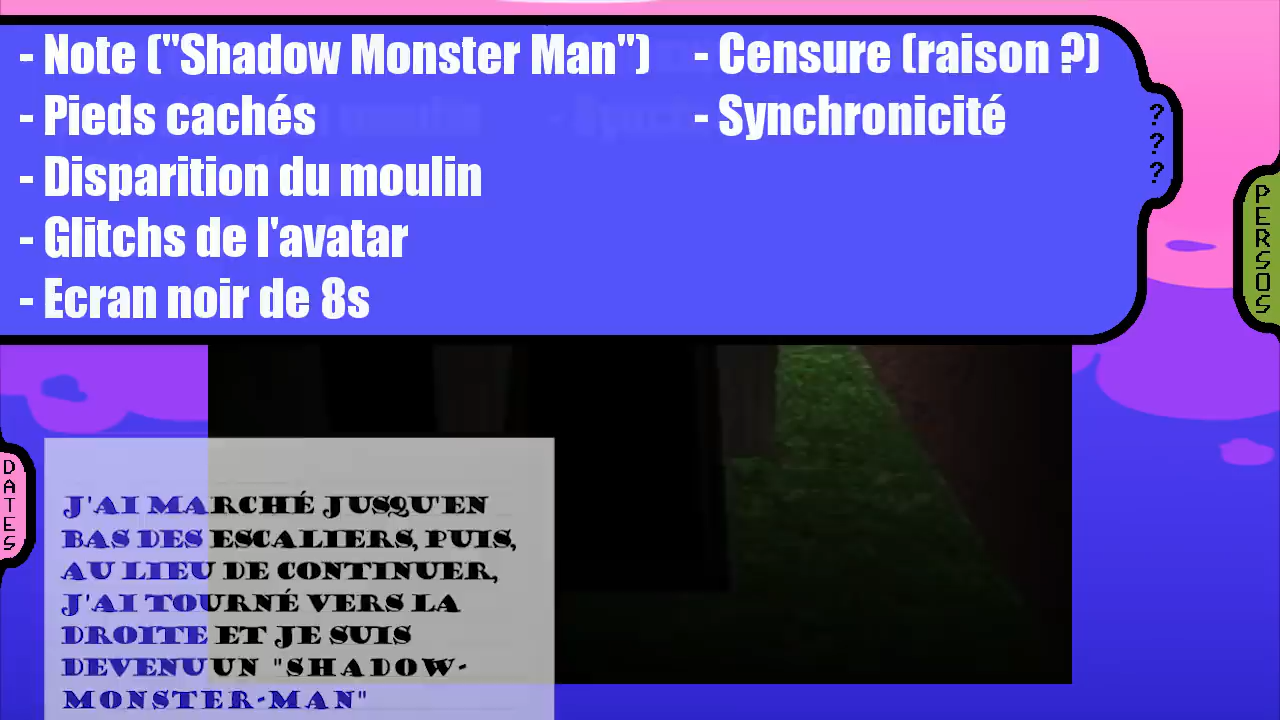 - Note ("Shadow Monster Man")
- Pieds cachés
- Disparition du moulin
- Glitchs de l'avatar
- Ecran noir de 8s
- Censure (raison ?)
- Synchronicité
???
PERSOS
DATES
J'AI MARCHÉ JUSQU'EN
BAS DES ESCALIERS, PUIS,
AU LIEU DE CONTINUER,
J'AI TOURNÉ VERS LA
DROITE ET JE SUIS
DEVENU UN "SHADOW-
MONSTER-MAN"